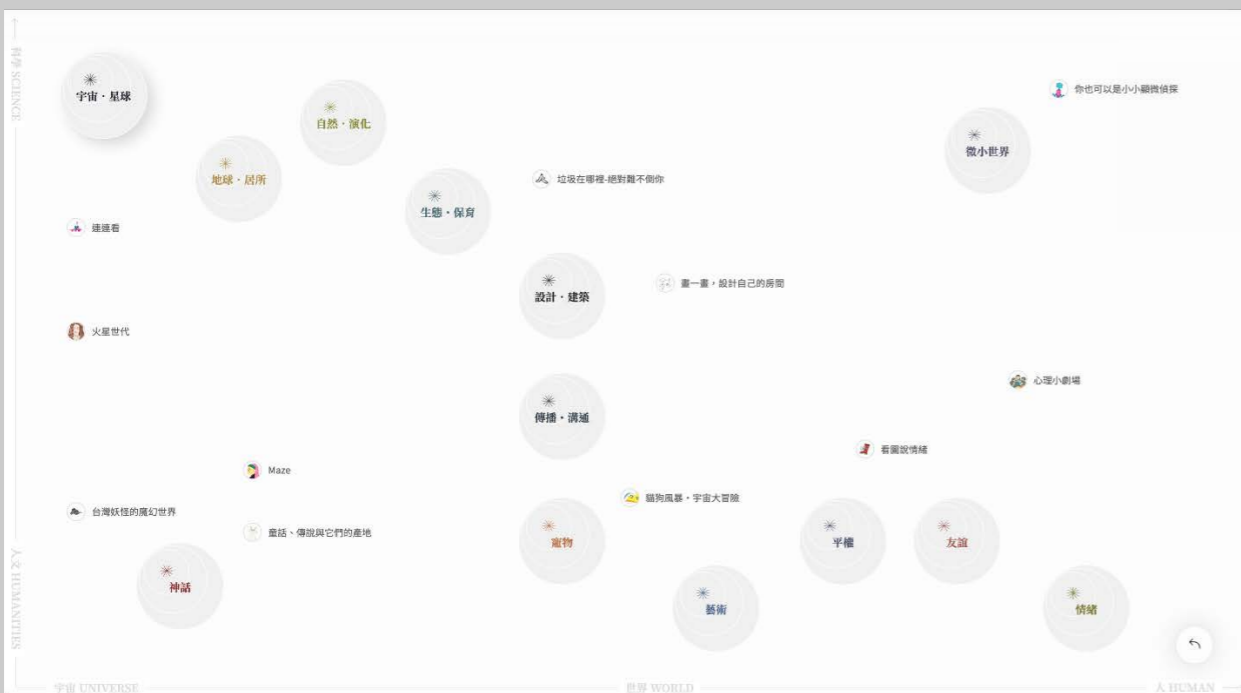 科學 SCIENCE
宇宙・星球
自然・演化
地球・居所
生態・保育
微小世界
你也可以是小小顯微偵探
垃圾在哪裡-絕對難不倒你
連連看
設計・建築
畫一畫，設計自己的房間
火星世代
傳播・溝通
心理小劇場
看圖說情緒
Maze
貓狗風暴・宇宙大冒險
台灣妖怪的魔幻世界
童話、傳說與它們的產地
寵物
平權
友誼
神話
藝術
情緒
人文 HUMANITIES
宇宙 UNIVERSE
世界 WORLD
人 HUMAN